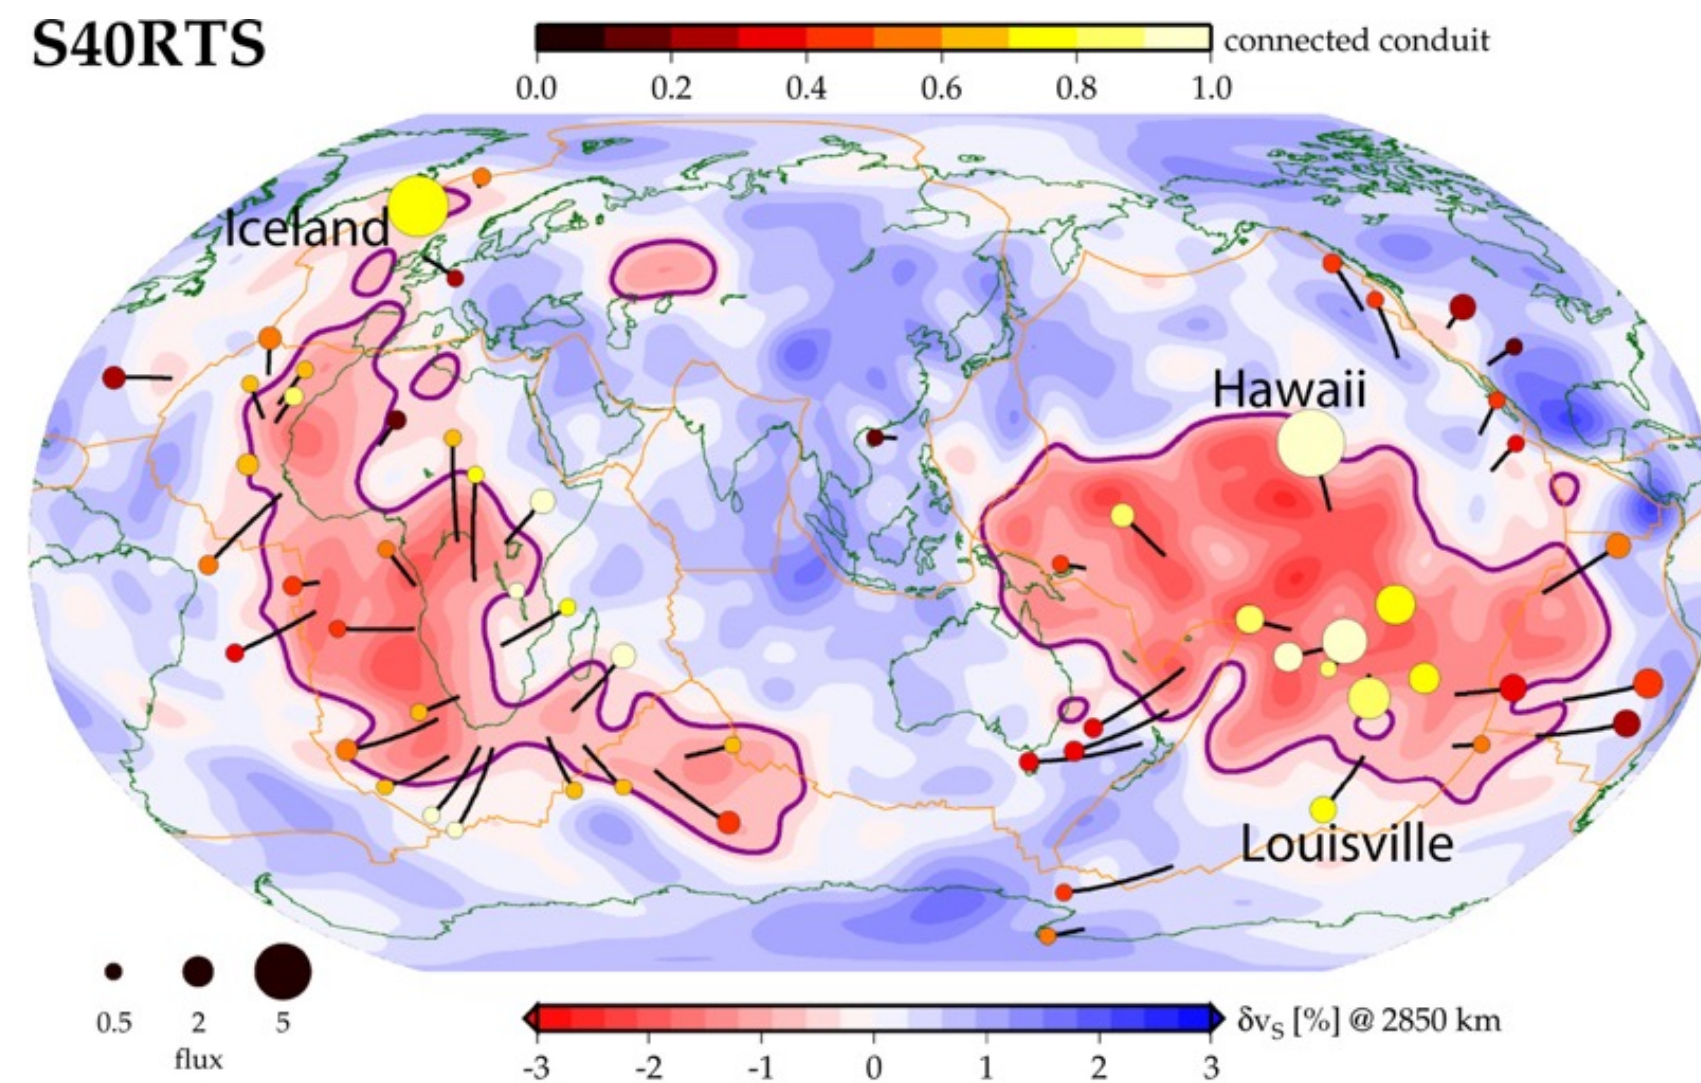 S40RTS
connected conduit
0.0 0.2 0.4 0.6 0.8 1.0
Iceland
Hawaii
Louisville
0.5 2 5
flux
δv_S [%] @ 2850 km
-3 -2 -1 0 1 2 3